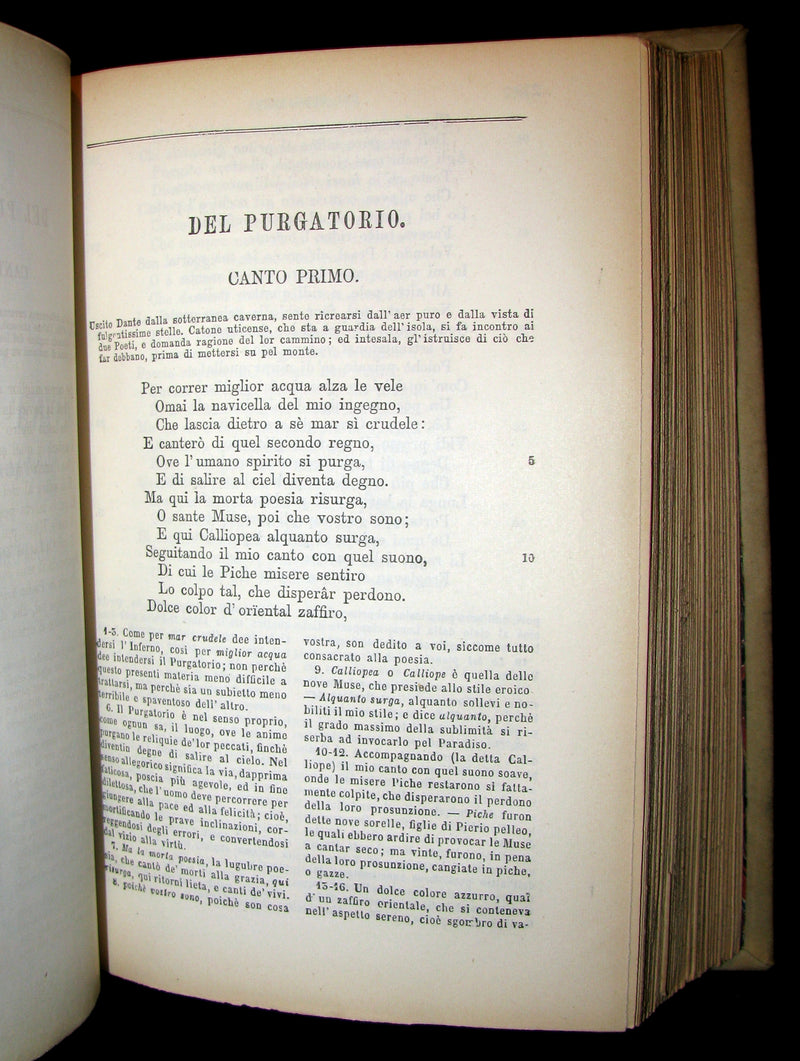 DEL PURGATORIO.
CANTO PRIMO.
Uscito Dante dalla sotterranea caverna, sente ricrearsi dall'aer puro e dalla vista di
fulgentissime stelle. Catone uticense, che sta a guardia dell'isola, si fa incontro ai
due Poeti, e domanda ragione del lor cammino; ed intesala, gl'istruisce di ciò che
far debbano, prima di mettersi su pel monte.
Per correr miglior acqua alza le vele
Omai la navicella del mio ingegno,
Che lascia dietro a sè mar sì crudele:
E canterò di quel secondo regno,
Ove l'umano spirito si purga, 5
E di salire al ciel diventa degno.
Ma qui la morta poesia risurga,
O sante Muse, poi che vostro sono;
E qui Calliopea alquanto surga,
Seguitando il mio canto con quel suono, 10
Di cui le Piche misere sentiro
Lo colpo tal, che disperâr perdono.
Dolce color d'orïental zaffiro,
1-3. Come per mar crudele dee inten-
dersi l'Inferno, così per miglior acqua
dee intendersi il Purgatorio; non perchè
questo presenti materia meno difficile a
trattarsi, ma perchè sia un subietto meno
terribile e spaventoso dell'altro.
6. Il Purgatorio è nel senso proprio,
come ognun sa, il luogo, ove le anime
purgano le reliquie de'lor peccati, finchè
diventin degne di salire al cielo. Nel
senso allegorico significa la via, dapprima
faticosa, poscia più agevole, ed in fine
dilettosa, che l'uomo deve percorrere per
giungere alla pace ed alla felicità; cioè,
mortificando le prave inclinazioni, cor-
reggendosi degli errori, e convertendosi
dal vizio alla virtù.
7. Ma la morta poesia, la lugubre poe-
sia, che cantò de' morti alla grazia, qui
risurga, qui ritorni lieta, e canti de' vivi.
8. poichè vostro sono, poichè son cosa
vostra, son dedito a voi, siccome tutto
consacrato alla poesia.
9. Calliopea o Calliope è quella delle
nove Muse, che presiede allo stile eroico
— Alquanto surga, alquanto sollevi e no-
biliti il mio stile; e dice alquanto, perchè
il grado massimo della sublimità si ri-
serba ad invocarlo pel Paradiso.
10-12. Accompagnando (la detta Cal-
liope) il mio canto con quel suono soave,
onde le misere Piche restarono sì fatta-
mente colpite, che disperarono il perdono
della loro prosunzione. — Piche furon
dette nove sorelle, figlie di Pierio pelleo,
le quali ebbero ardire di provocar le Muse
a cantar seco; ma vinte, furono, in pena
della loro prosunzione, cangiate in piche,
o gazze.
13-16. Un dolce colore azzurro, qual
d'un zaffiro orientale, che si conteneva
nell'aspetto sereno, cioè sgombro di va-